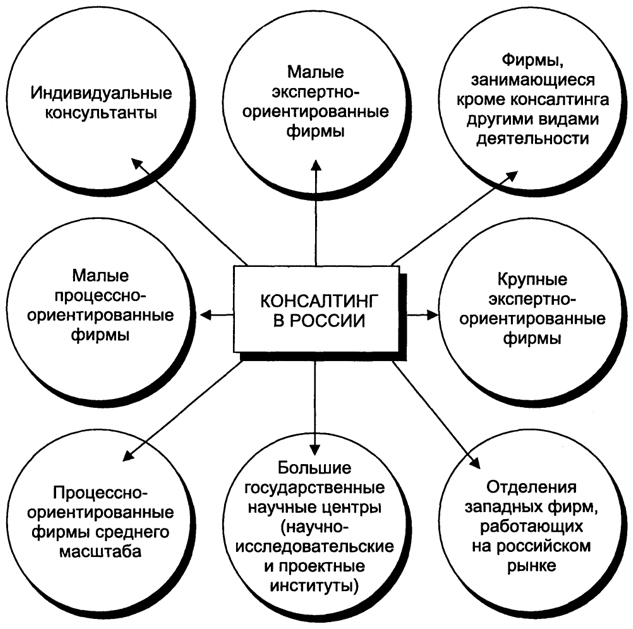 Индивидуальные
консультанты
Малые
экспертно-
ориентированные
фирмы
Фирмы,
занимающиеся
кроме консалтинга
другими видами
деятельности
Малые
процессно-
ориентированные
фирмы
КОНСАЛТИНГ
В РОССИИ
Крупные
экспертно-
ориентированные
фирмы
Процессно-
ориентированные
фирмы среднего
масштаба
Большие
государственные
научные центры
(научно-
исследовательские
и проектные
институты)
Отделения
западных фирм,
работающих
на российском
рынке